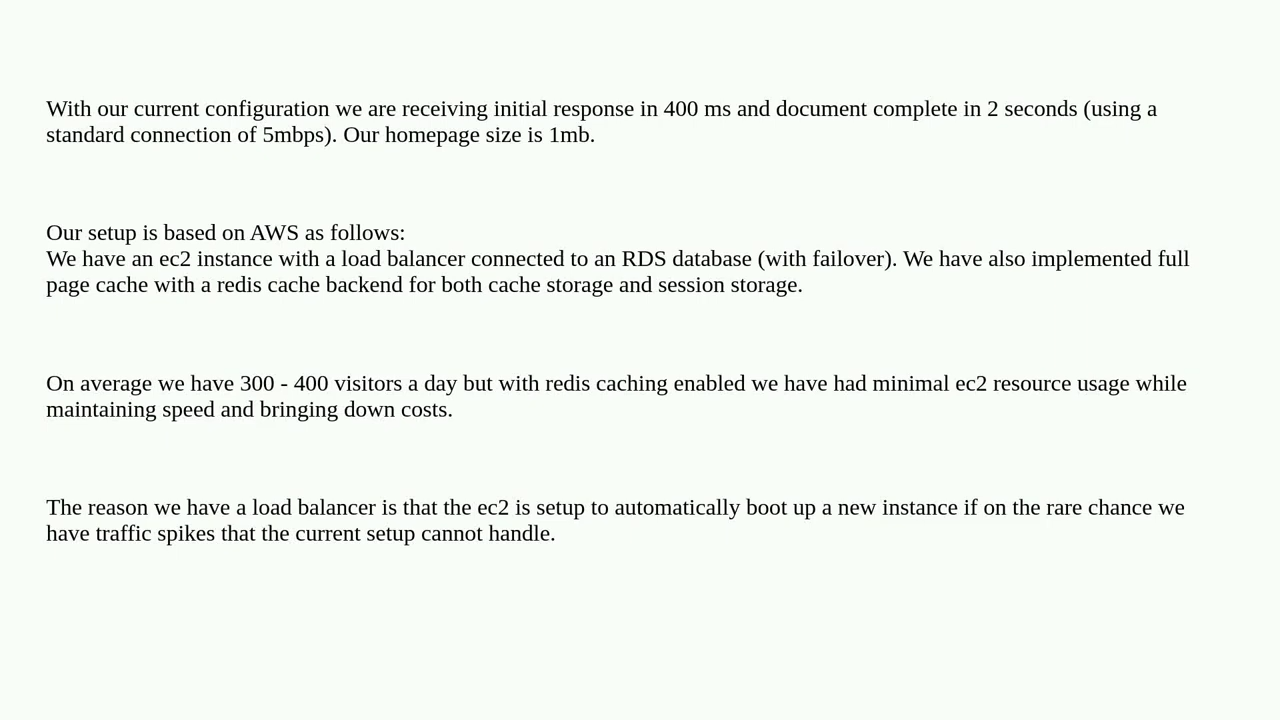 With our current configuration we are receiving initial response in 400 ms and document complete in 2 seconds (using a
standard connection of 5mbps). Our homepage size is 1mb.
Our setup is based on AWS as follows:
We have an ec2 instance with a load balancer connected to an RDS database (with failover). We have also implemented full
page cache with a redis cache backend for both cache storage and session storage.
On average we have 300 - 400 visitors a day but with redis caching enabled we have had minimal ec2 resource usage while
maintaining speed and bringing down costs.
The reason we have a load balancer is that the ec2 is setup to automatically boot up a new instance if on the rare chance we
have traffic spikes that the current setup cannot handle.